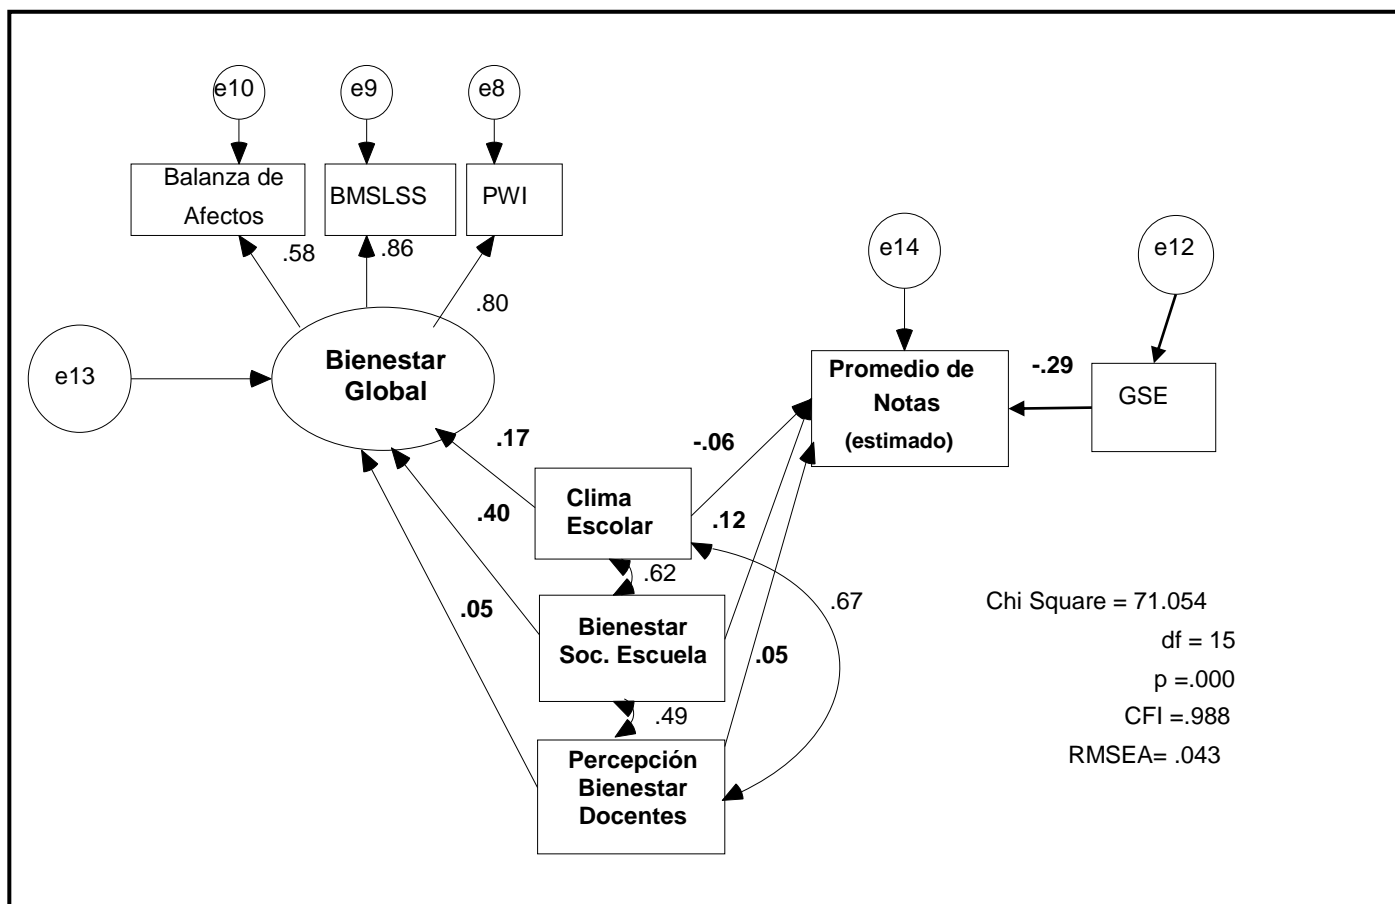 e10
e9
e8
Balanza de
Afectos
BMSLSS
PWI
.58
.86
.80
e14
e12
e13
Bienestar
Global
Promedio de
Notas
(estimado)
-.29
GSE
.17
-.06
Clima
Escolar
.40
.12
.62
.67
.05
Bienestar
Soc. Escuela
.05
.49
Percepción
Bienestar
Docentes
Chi Square = 71.054
df = 15
p =.000
CFI =.988
RMSEA= .043